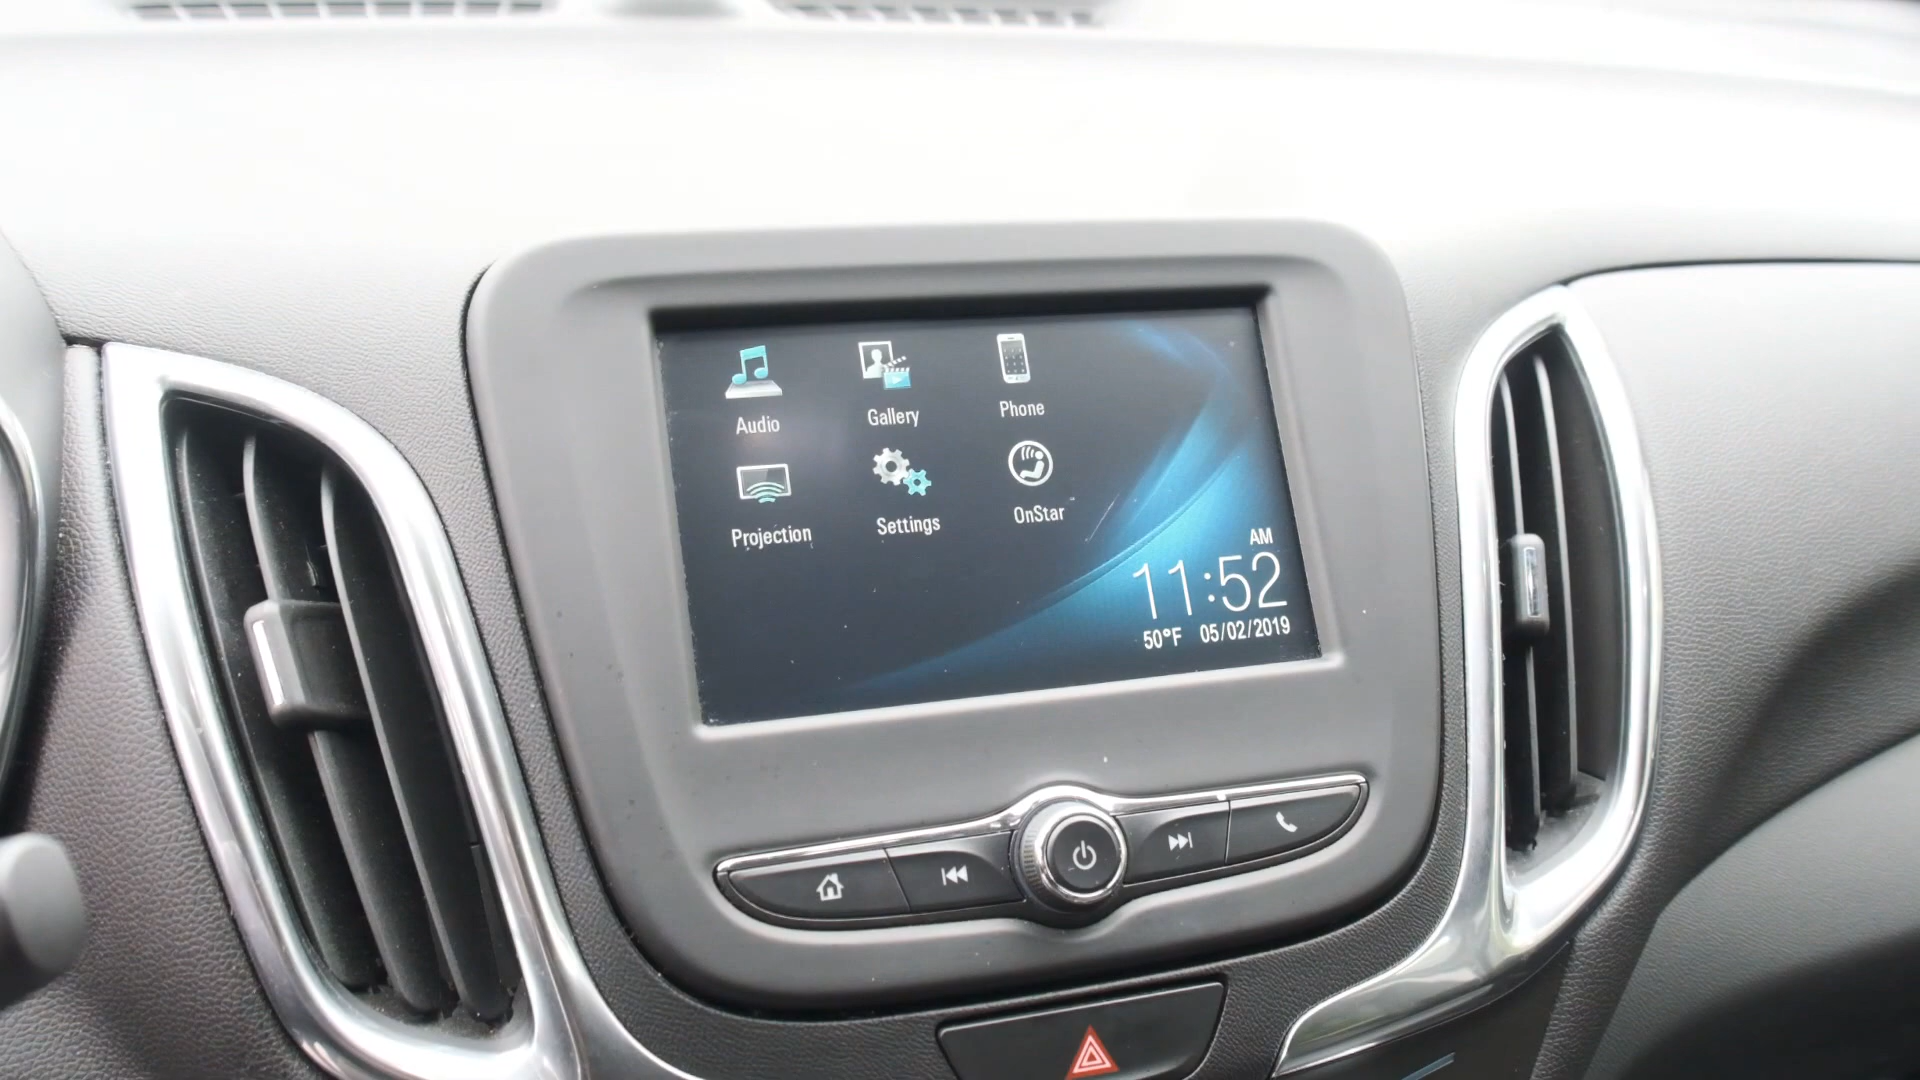 Audio Gallery Phone
Projection Settings OnStar
AM
11:52
50°F 05/02/2019